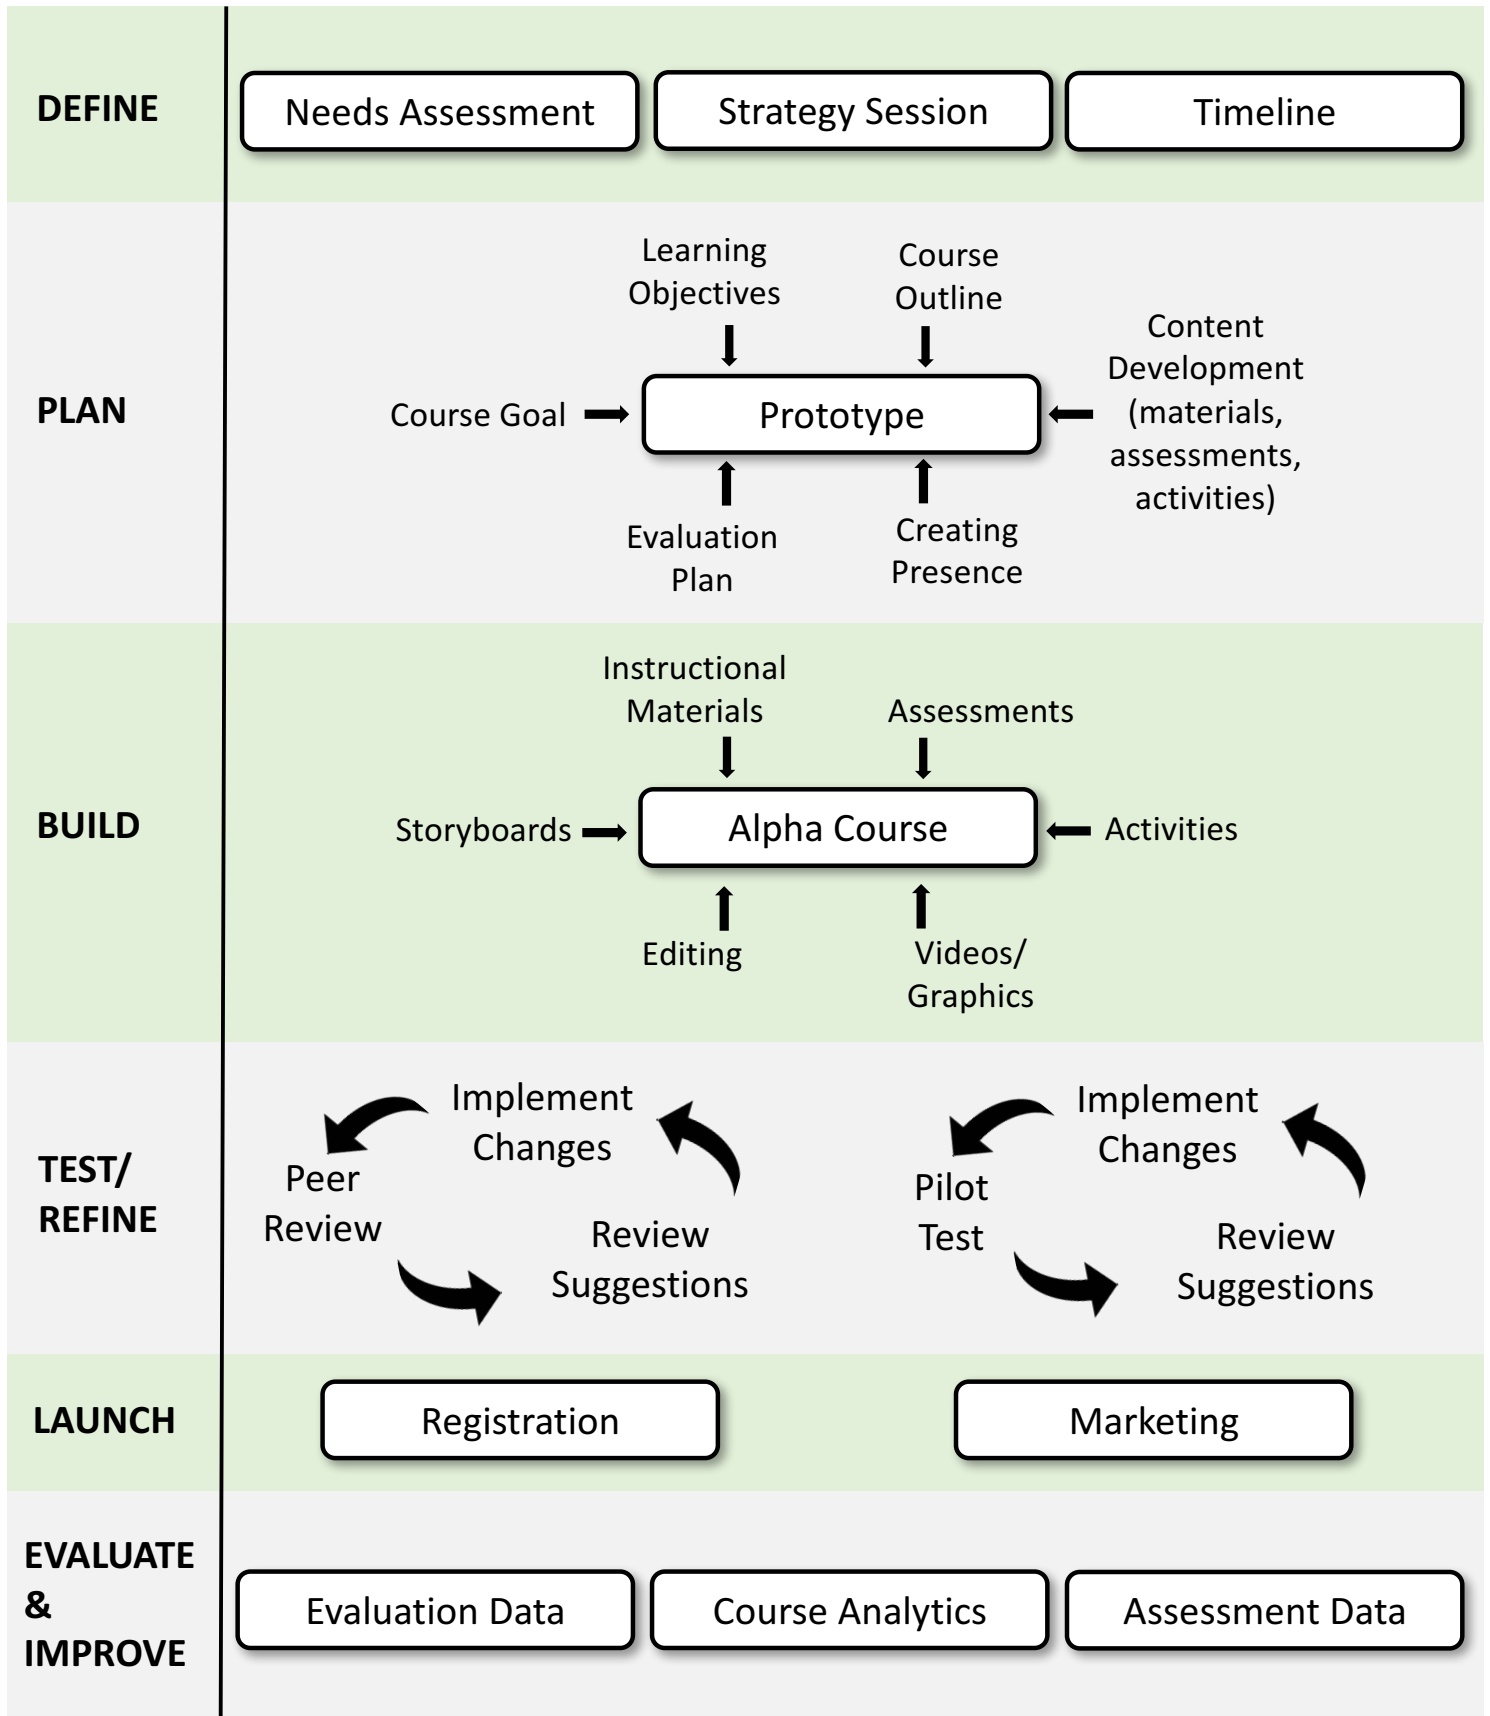 DEFINE
Needs Assessment
Strategy Session
Timeline
PLAN
Learning
Objectives
Course
Outline
Content
Development
(materials,
assessments,
activities)
Course Goal
Prototype
Evaluation
Plan
Creating
Presence
BUILD
Instructional
Materials
Assessments
Storyboards
Alpha Course
Activities
Editing
Videos/
Graphics
TEST/
REFINE
Implement
Changes
Peer
Review
Review
Suggestions
Implement
Changes
Pilot
Test
Review
Suggestions
LAUNCH
Registration
Marketing
EVALUATE
&
IMPROVE
Evaluation Data
Course Analytics
Assessment Data